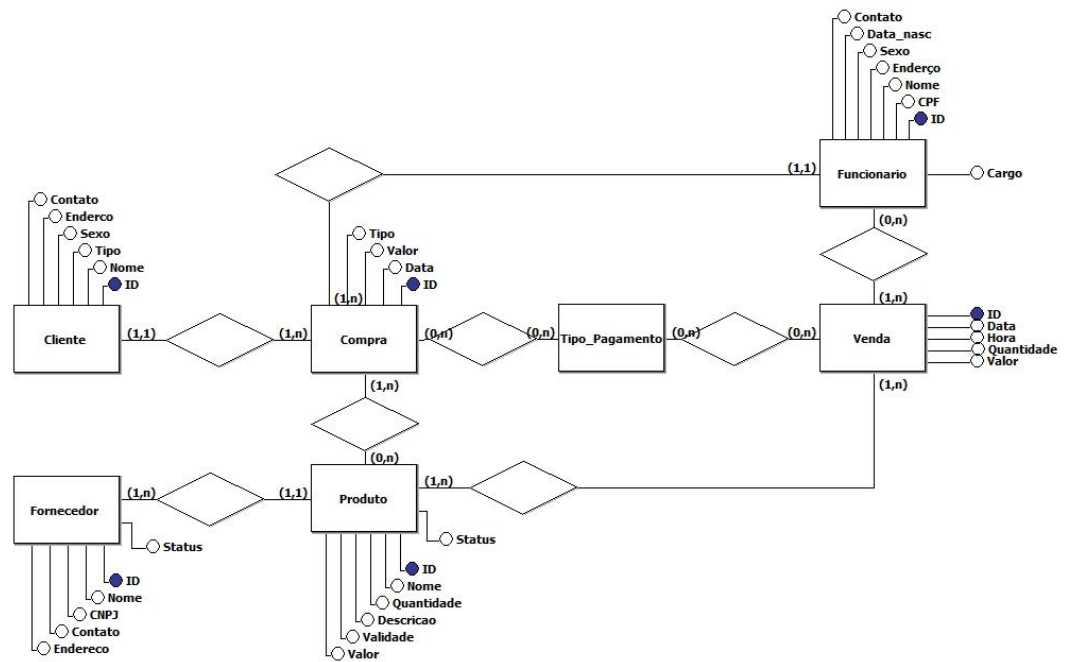 Contato
Data_nasc
Sexo
Enderço
Nome
CPF
ID
(1,1)
Funcionario
Cargo
(0,n)
Contato
Enderco
Sexo
Tipo
Nome
ID
Tipo
Valor
Data
ID
(1,n)
(1,n)
Cliente
(1,1)
(1,n)
Compra
(0,n)
(0,n)
Tipo_Pagamento
(0,n)
(0,n)
Venda
ID
Data
Hora
Quantidade
Valor
(1,n)
(1,n)
(0,n)
Fornecedor
(1,n)
(1,1)
Produto
(1,n)
Status
Status
ID
Nome
CNPJ
Contato
Endereco
ID
Nome
Quantidade
Descricao
Validade
Valor